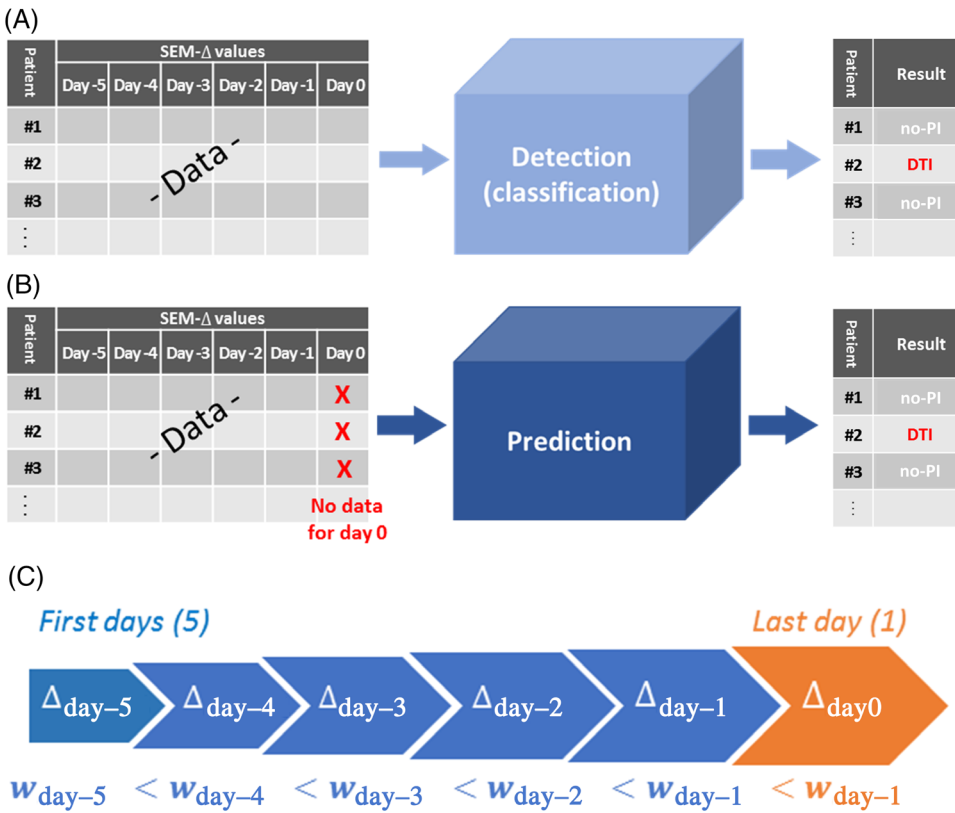 (A)
Patient SEM-Δ values
Day -5 Day -4 Day -3 Day -2 Day -1 Day 0
#1
#2
#3
⋮
- Data -
Detection
(classification)
Patient Result
#1 no-PI
#2 DTI
#3 no-PI
⋮
(B)
Patient SEM-Δ values
Day -5 Day -4 Day -3 Day -2 Day -1 Day 0
#1 X
#2 X
#3 X
⋮
- Data -
No data
for day 0
Prediction
Patient Result
#1 no-PI
#2 DTI
#3 no-PI
⋮
(C)
First days (5) Last day (1)
Δday–5 Δday–4 Δday–3 Δday–2 Δday–1 Δday0
wday–5 < wday–4 < wday–3 < wday–2 < wday–1 < wday–1